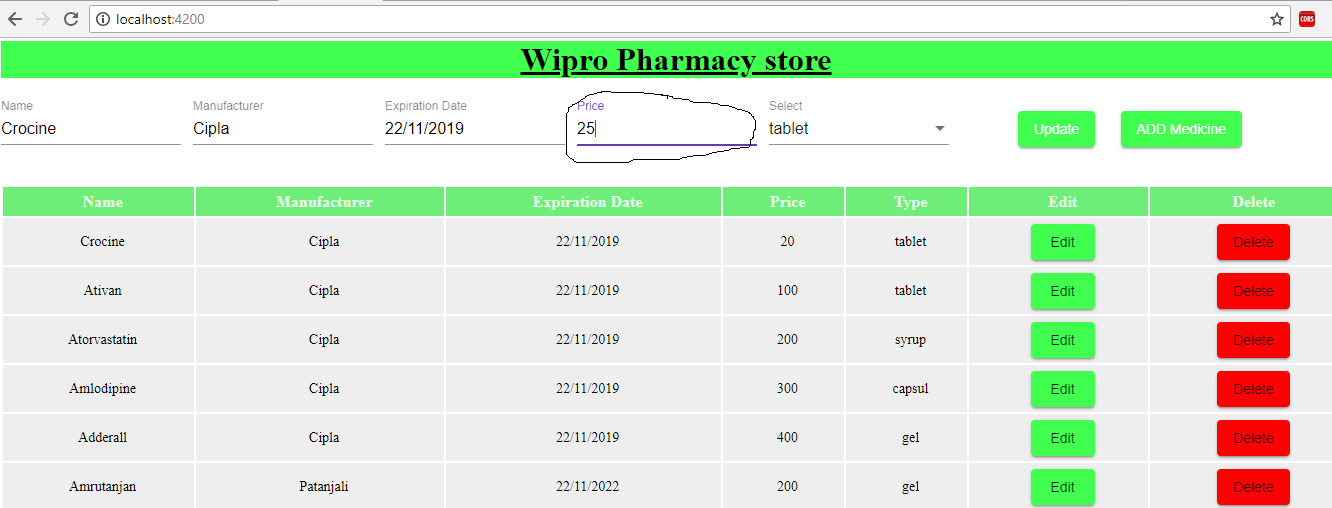 localhost:4200
CORS
Wipro Pharmacy store
Name Manufacturer Expiration Date Price Select
Crocine Cipla 22/11/2019 25 tablet Update ADD Medicine
Name Manufacturer Expiration Date Price Type Edit Delete
Crocine Cipla 22/11/2019 20 tablet Edit Delete
Ativan Cipla 22/11/2019 100 tablet Edit Delete
Atorvastatin Cipla 22/11/2019 200 syrup Edit Delete
Amlodipine Cipla 22/11/2019 300 capsul Edit Delete
Adderall Cipla 22/11/2019 400 gel Edit Delete
Amrutanjan Patanjali 22/11/2022 200 gel Edit Delete